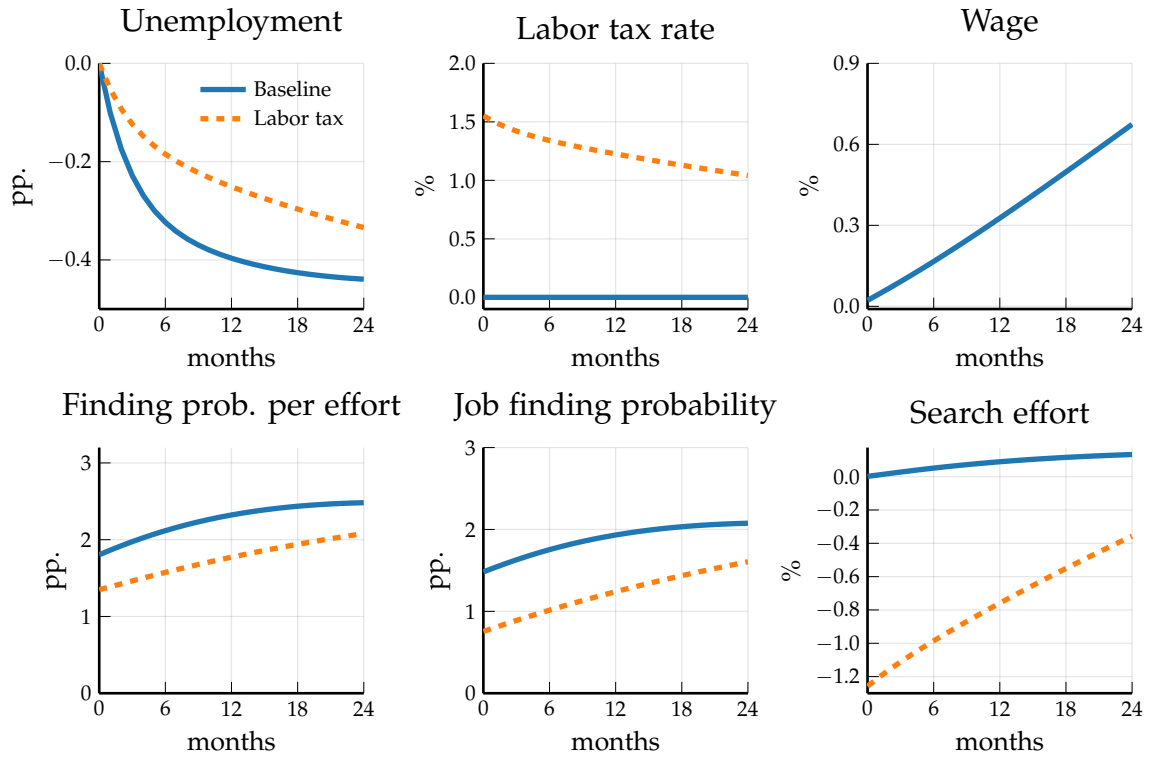 Unemployment
0.0
−0.2
−0.4
pp.
Baseline
Labor tax
0 6 12 18 24
months
Labor tax rate
2.0
1.5
1.0
0.5
0.0
%
0 6 12 18 24
months
Wage
0.9
0.6
0.3
0.0
%
0 6 12 18 24
months
Finding prob. per effort
3
2
1
0
pp.
0 6 12 18 24
months
Job finding probability
3
2
1
0
pp.
0 6 12 18 24
months
Search effort
0.0
−0.2
−0.4
−0.6
−0.8
−1.0
−1.2
%
0 6 12 18 24
months